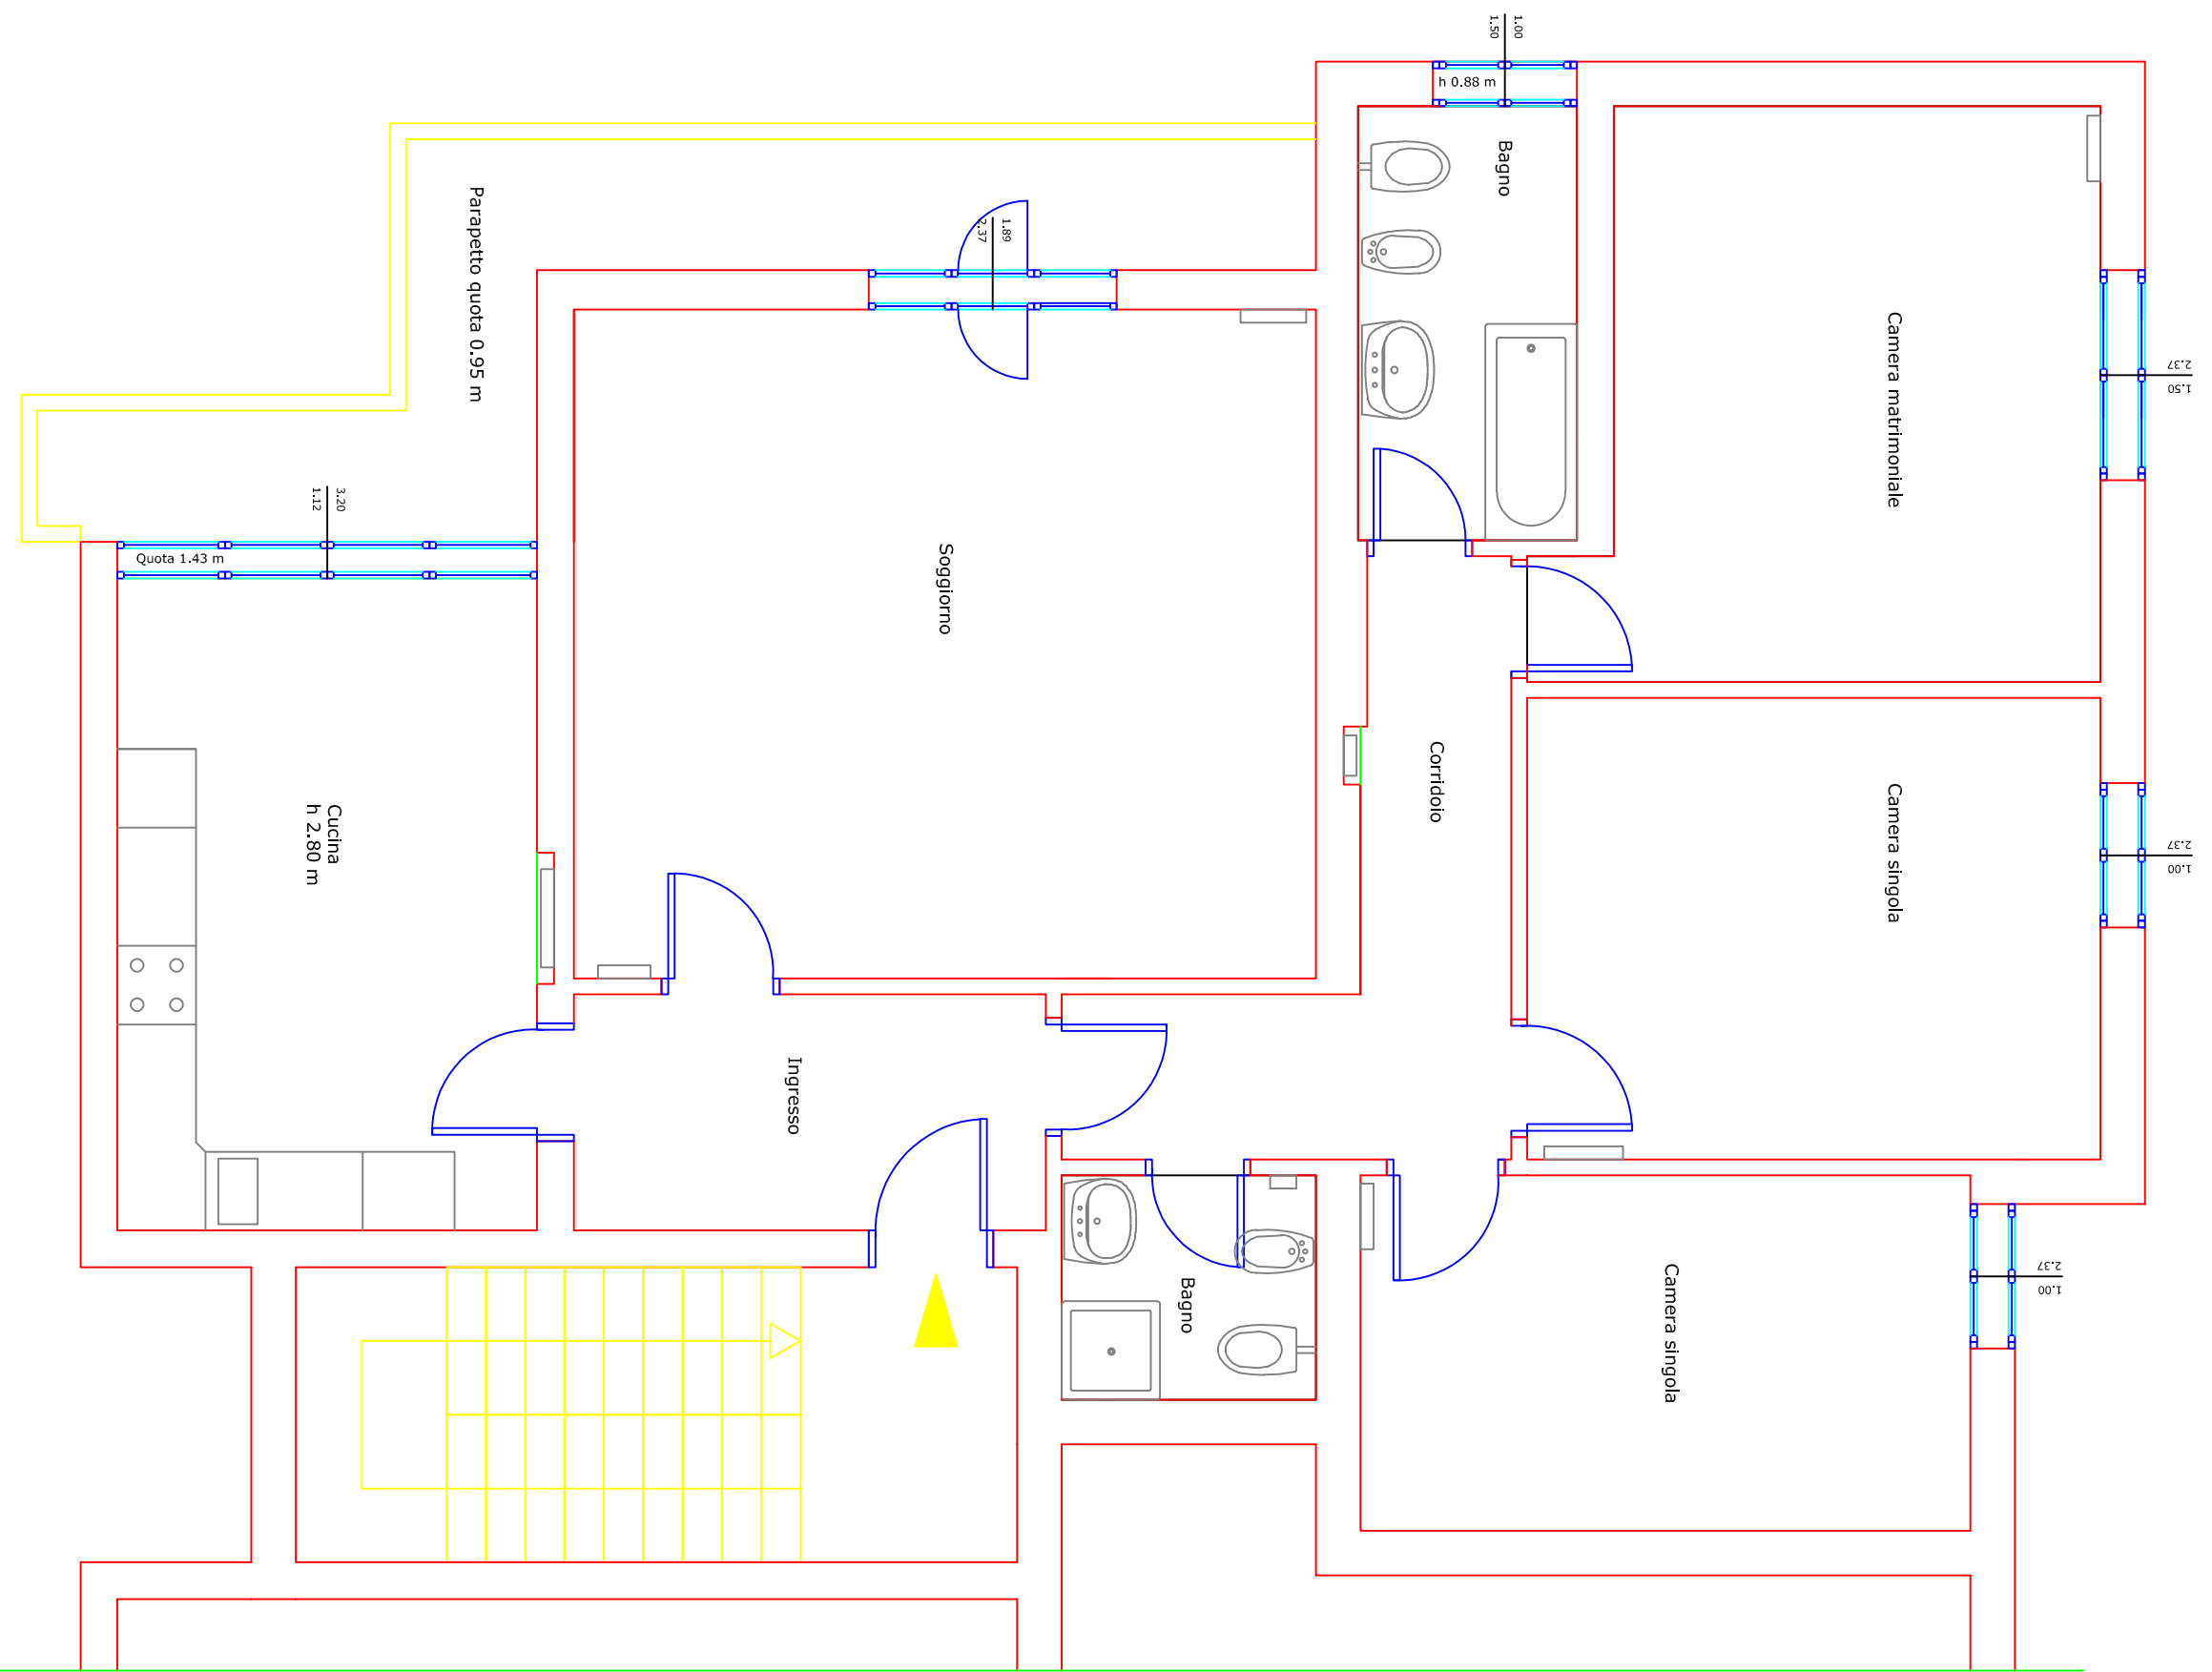 1.00
1.50
h 0.88 m
Bagno
Parapetto quota 0.95 m
1.89
2.37
Camera matrimoniale
2.37
1.50
3.20
1.12
Quota 1.43 m
Soggiorno
Corridoio
Camera singola
2.37
1.00
Cucina
h 2.80 m
Ingresso
Bagno
Camera singola
2.37
1.00